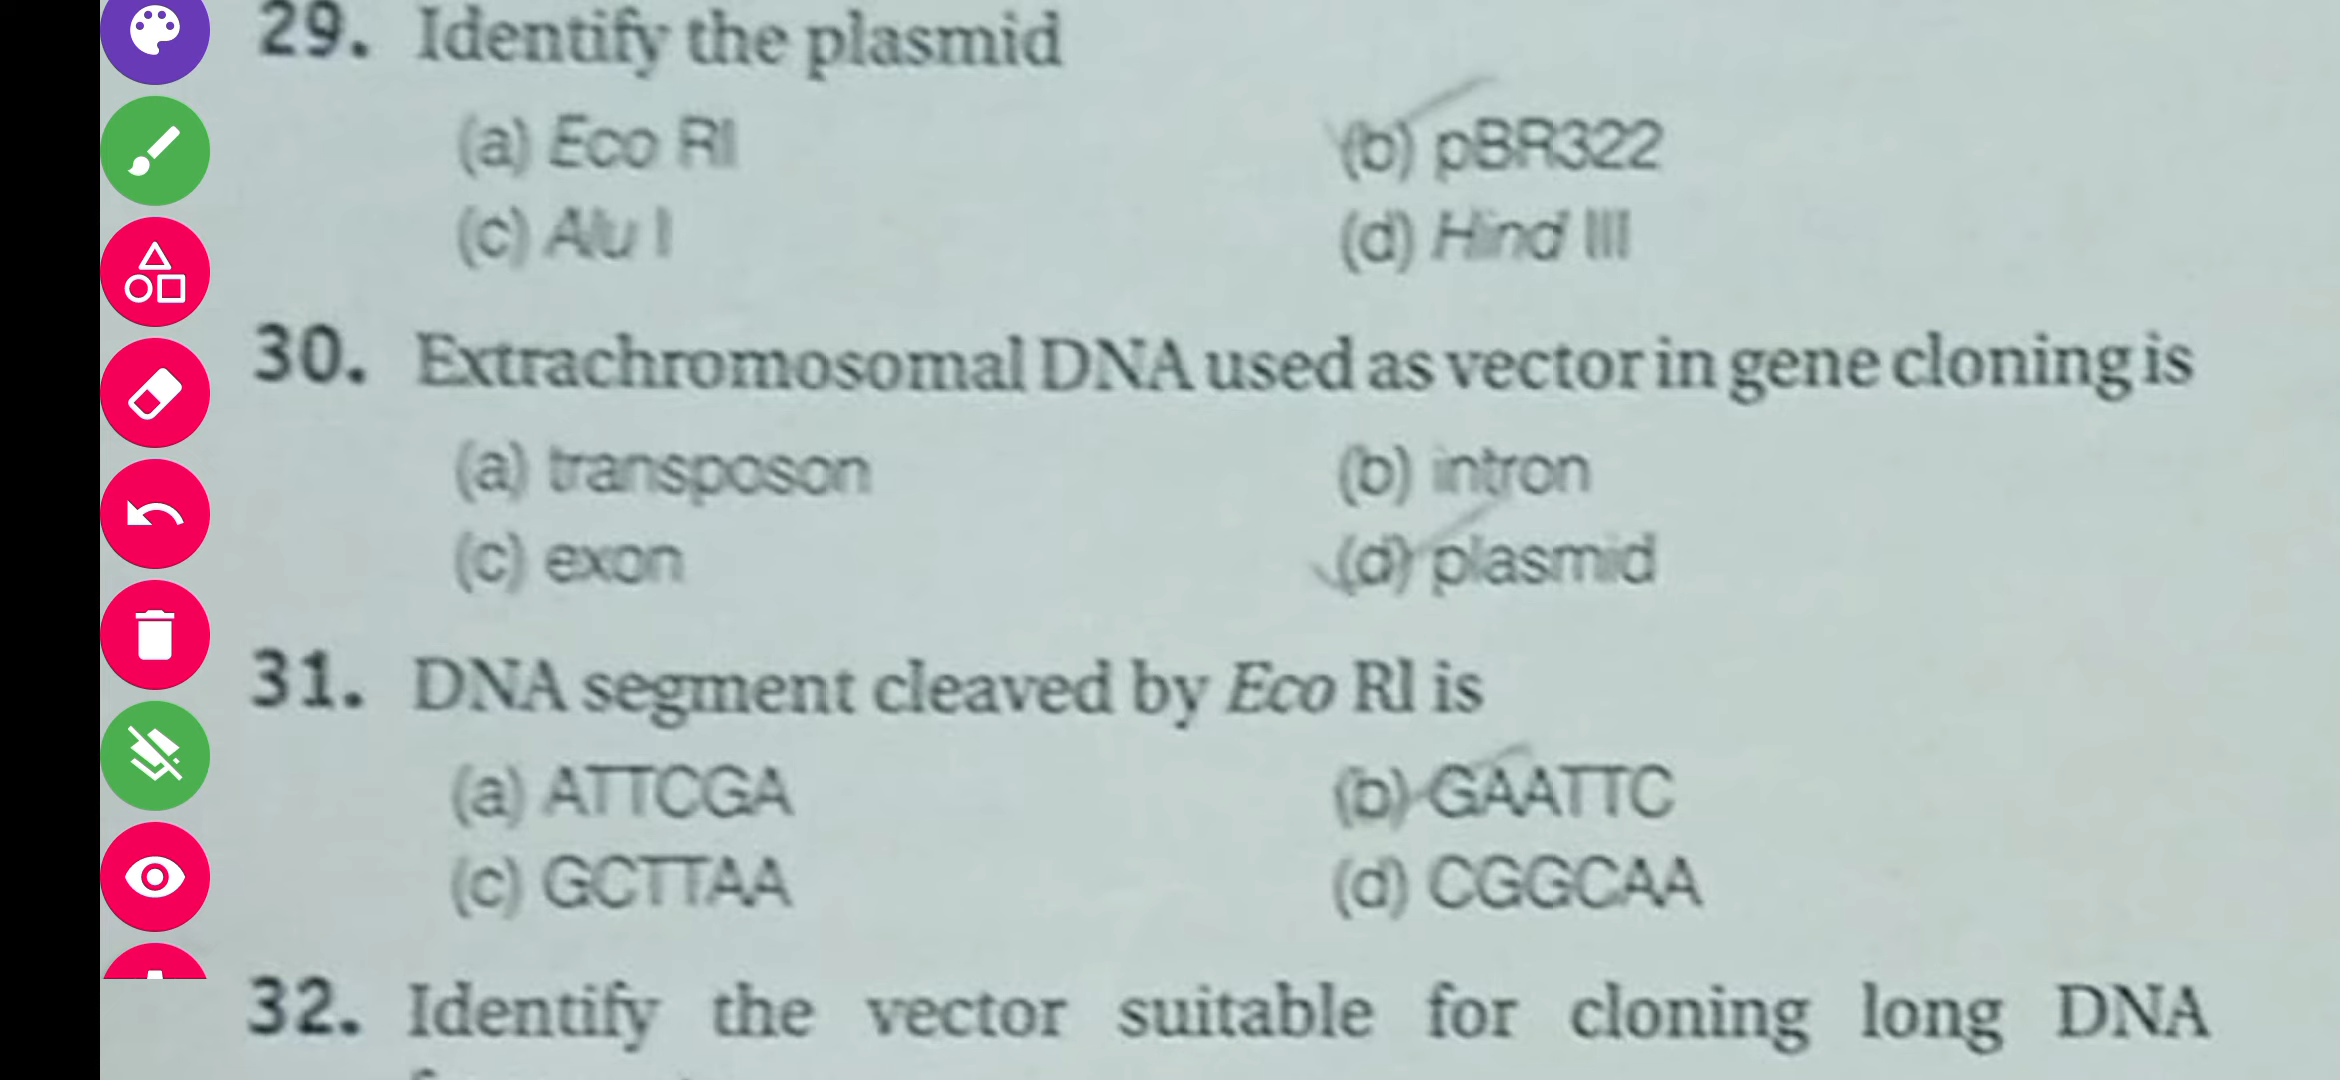 29. Identify the plasmid
(a) Eco RI (b) pBR322
(c) Alu I (d) Hind III
30. Extrachromosomal DNA used as vector in gene cloning is
(a) transposon (b) intron
(c) exon (d) plasmid
31. DNA segment cleaved by Eco RI is
(a) ATTCGA (b) GAATTC
(c) GCTTAA (d) CGGCAA
32. Identify the vector suitable for cloning long DNA